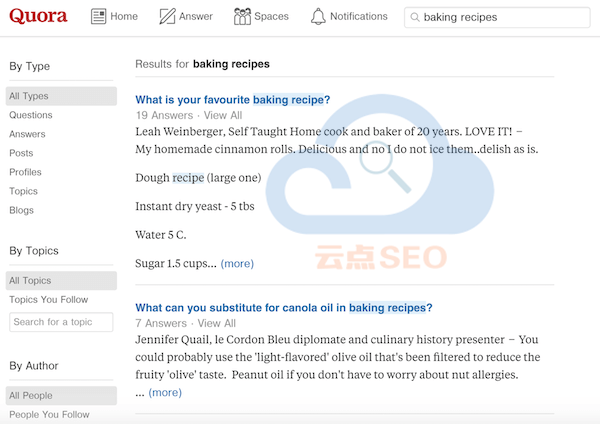 Quora Home Answer Spaces Notifications baking recipes
By Type
All Types
Questions
Answers
Posts
Profiles
Topics
Blogs
By Topics
All Topics
Topics You Follow
Search for a topic
By Author
All People
People You Follow
Results for baking recipes
What is your favourite baking recipe?
19 Answers · View All
Leah Weinberger, Self Taught Home cook and baker of 20 years. LOVE IT! –
My homemade cinnamon rolls. Delicious and no I do not ice them..delish as is.
Dough recipe (large one)
Instant dry yeast - 5 tbs
Water 5 C.
Sugar 1.5 cups... (more)
云点SEO
What can you substitute for canola oil in baking recipes?
7 Answers · View All
Jennifer Quail, le Cordon Bleu diplomate and culinary history presenter – You
could probably use the 'light-flavored' olive oil that's been filtered to reduce the
fruity 'olive' taste. Peanut oil if you don't have to worry about nut allergies.
... (more)